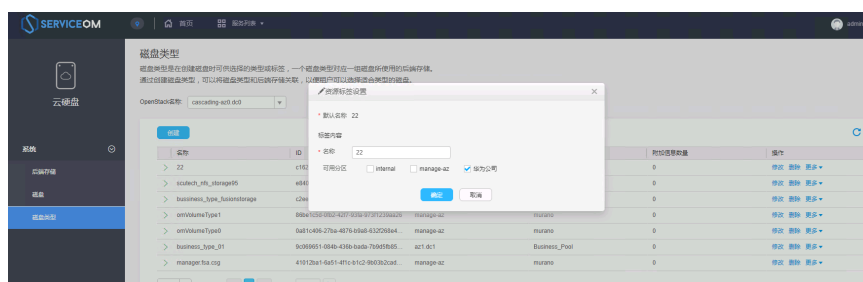 SERVICEOM
首页
服务列表
admin
云硬盘
系统
后端存储
磁盘
磁盘类型
磁盘类型
磁盘类型是在创建磁盘时可供选择的类型或标签，一个磁盘类型对应一组磁盘所使用的后端存储。
通过创建磁盘类型，可以将磁盘类型和后端存储关联，以便租户可以选择适合类型的磁盘。
OpenStack名称: cascading-az0.dc0
创建
资源标签设置
* 默认名称 22
标签内容
* 名称 22
可用分区 internal manage-az 华为公司
确定 取消
名称 ID 附加信息数量 操作
22 0 修改 删除 更多
scutech_nfs_storage95 0 修改 删除 更多
bussiness_type_fusionstorage 0 修改 删除 更多
omVolumeType1 manage-az murano 0 修改 删除 更多
omVolumeType0 manage-az murano 0 修改 删除 更多
business_type_01 az1.dc1 Business_Pool 0 修改 删除 更多
manager.fsa.csg manage-az murano 0 修改 删除 更多